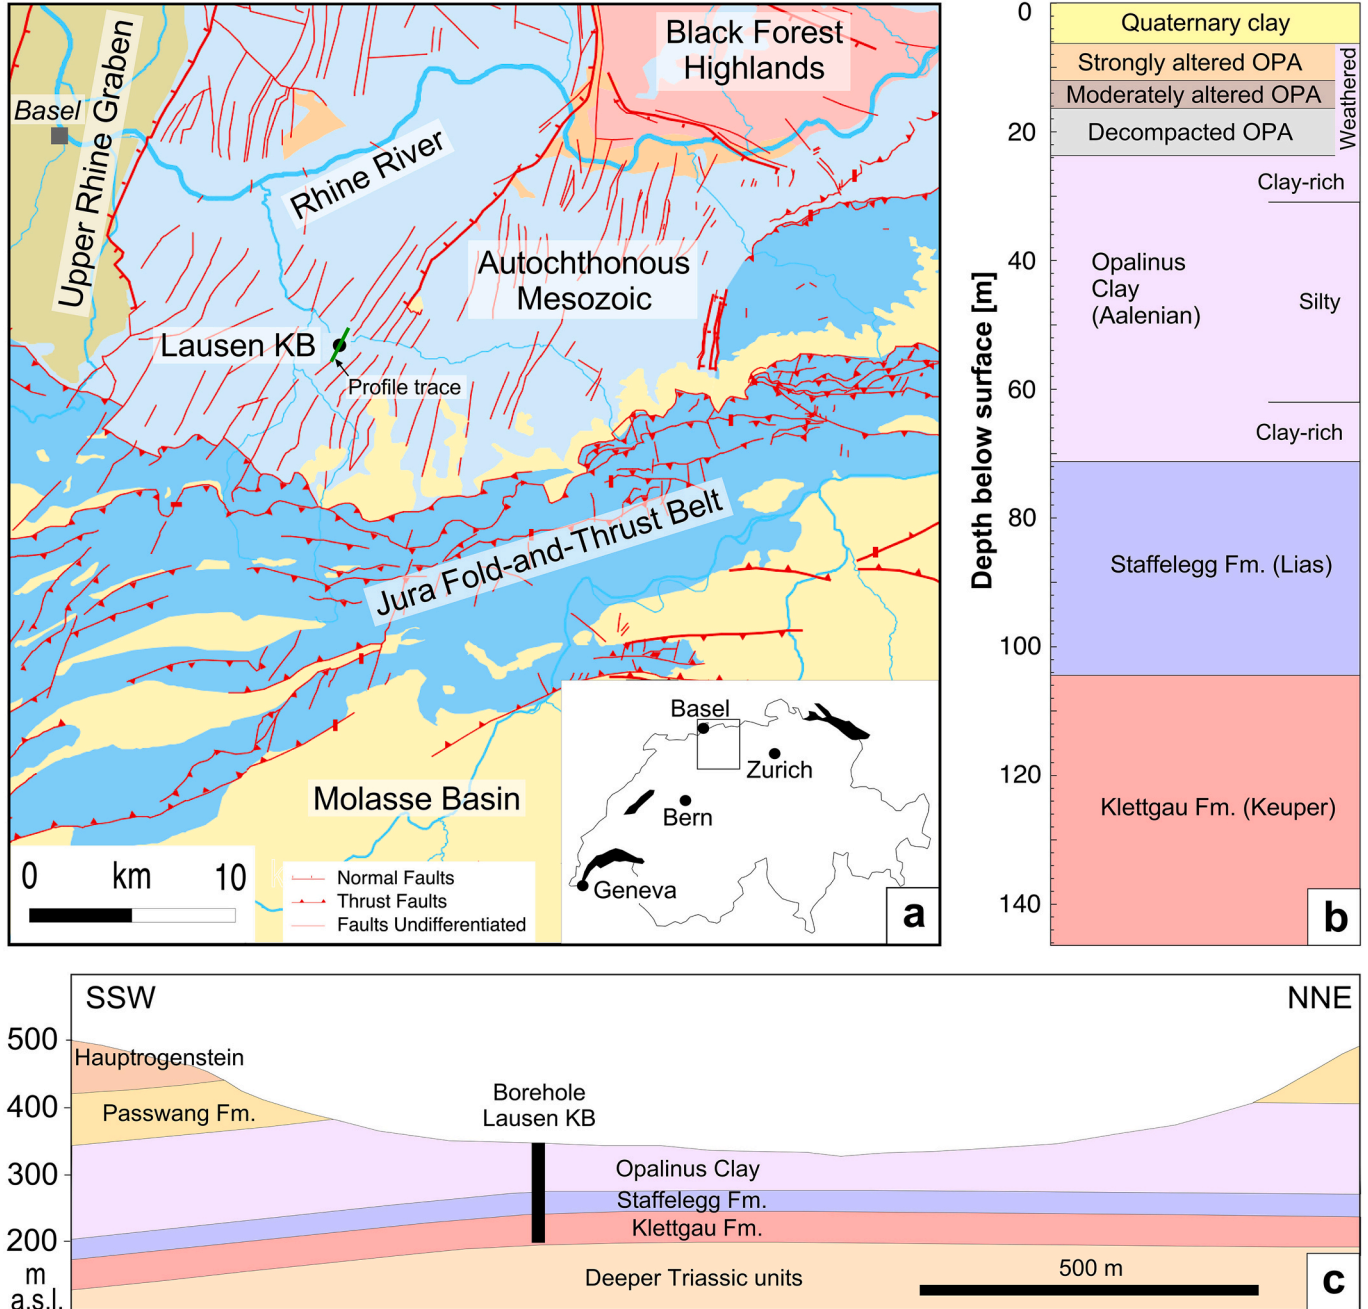 Black Forest
Highlands
Basel
Upper Rhine Graben
Rhine River
Autochthonous
Mesozoic
Lausen KB
Profile trace
Jura Fold-and-Thrust Belt
Molasse Basin
0 km 10
Normal Faults
Thrust Faults
Faults Undifferentiated
Basel
Zurich
Bern
Geneva
a
Depth below surface [m]
0
20
40
60
80
100
120
140
Quaternary clay
Strongly altered OPA
Moderately altered OPA
Decompacted OPA
Weathered
Clay-rich
Opalinus
Clay
(Aalenian)
Silty
Clay-rich
Staffelegg Fm. (Lias)
Klettgau Fm. (Keuper)
b
SSW
NNE
500
400
300
200
m
a.s.l.
Hauptrogenstein
Passwang Fm.
Borehole
Lausen KB
Opalinus Clay
Staffelegg Fm.
Klettgau Fm.
Deeper Triassic units
500 m
c